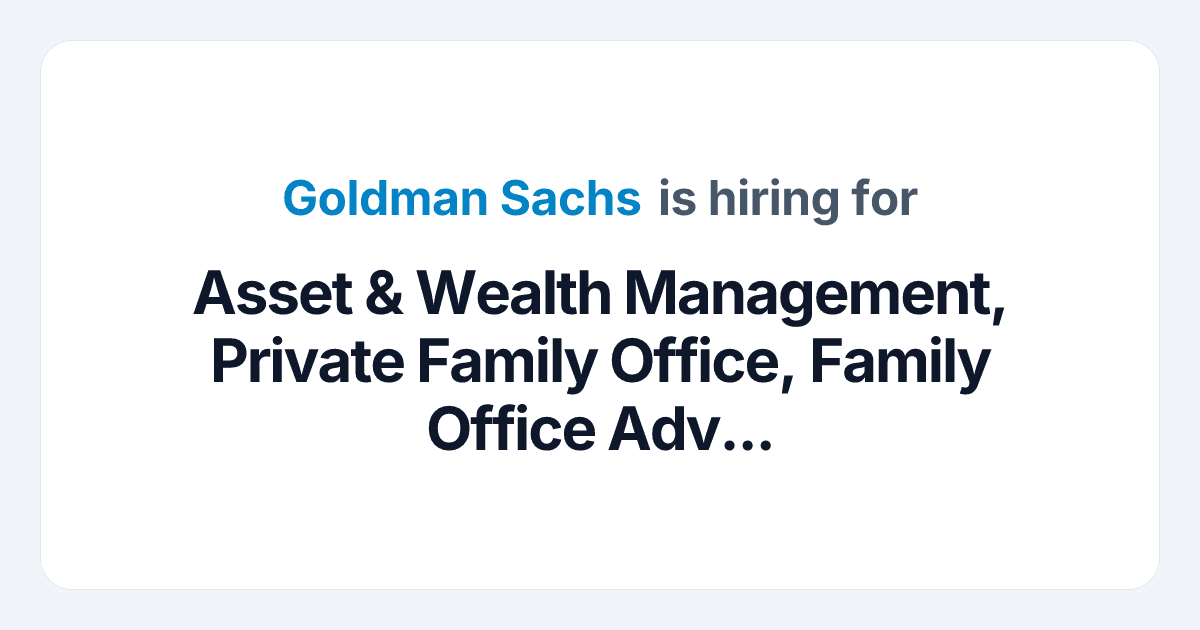 Goldman Sachs is hiring for
Asset & Wealth Management,
Private Family Office, Family
Office Adv...